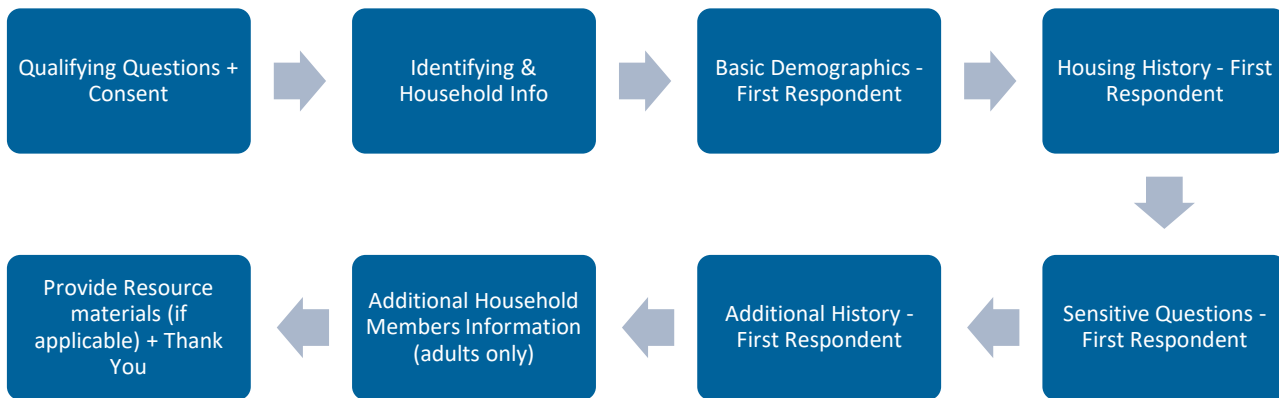 Qualifying Questions +
Consent
Identifying &
Household Info
Basic Demographics -
First Respondent
Housing History - First
Respondent
Sensitive Questions -
First Respondent
Additional History -
First Respondent
Additional Household
Members Information
(adults only)
Provide Resource
materials (if
applicable) + Thank
You